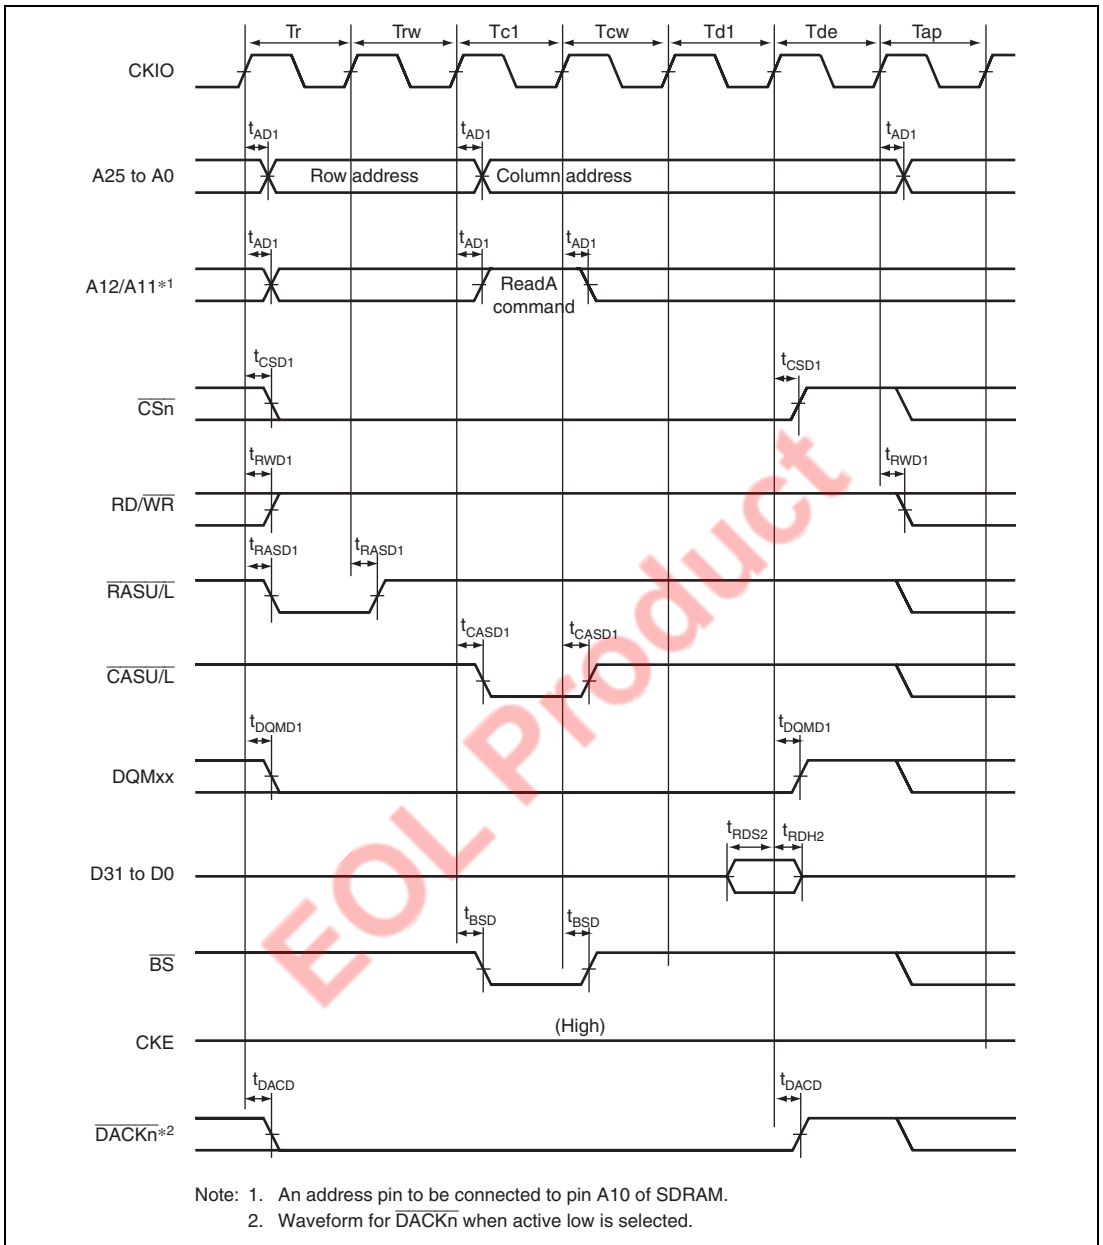 Tr Trw Tc1 Tcw Td1 Tde Tap
CKIO
tAD1 tAD1 tAD1
A25 to A0 Row address Column address
tAD1 tAD1 tAD1
A12/A11*1 ReadA
command
tCSD1 tCSD1
CSn
tRWD1 tRWD1
RD/WR
tRASD1 tRASD1
RASU/L
tCASD1 tCASD1
CASU/L
tDQMD1 tDQMD1
DQMxx
tRDS2 tRDH2
D31 to D0
tBSD tBSD
BS
(High)
CKE
tDACD tDACD
DACKn*2
Note: 1. An address pin to be connected to pin A10 of SDRAM.
2. Waveform for DACKn when active low is selected.
EOL Product